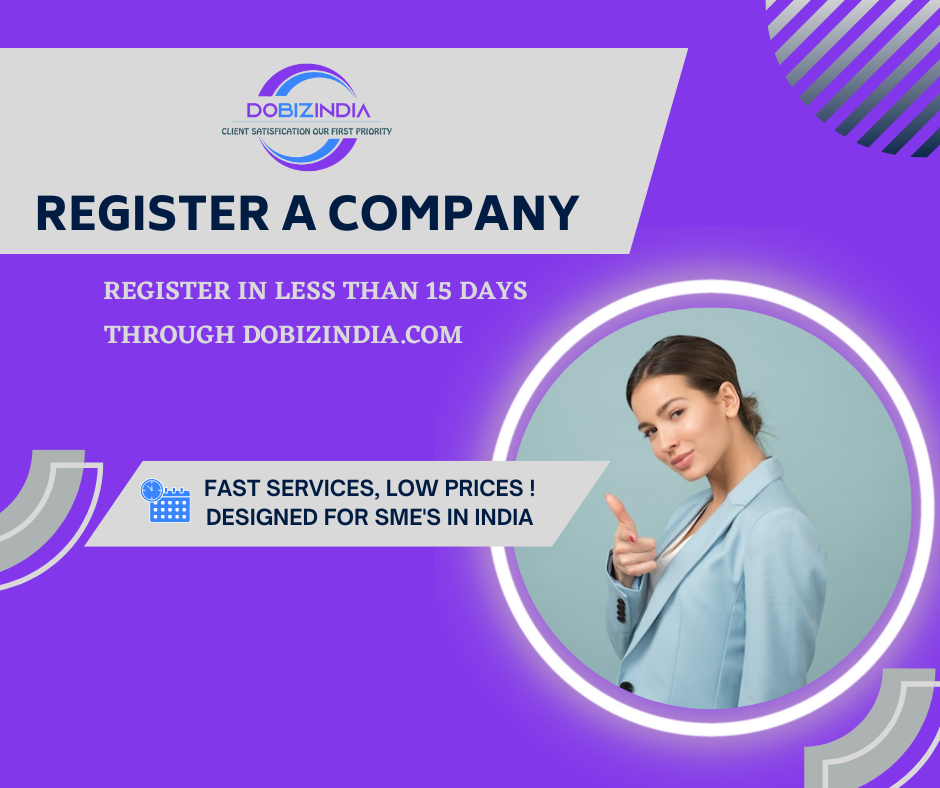 DOBIZINDIA
CLIENT SATISFICATION OUR FIRST PRIORITY
REGISTER A COMPANY
REGISTER IN LESS THAN 15 DAYS
THROUGH DOBIZINDIA.COM
FAST SERVICES, LOW PRICES !
DESIGNED FOR SME'S IN INDIA